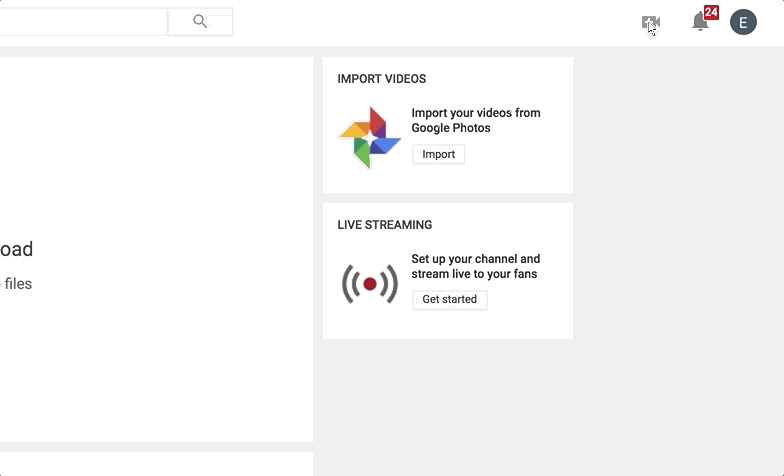 24
E
IMPORT VIDEOS
Import your videos from
Google Photos
Import
LIVE STREAMING
Set up your channel and
stream live to your fans
Get started
oad
files